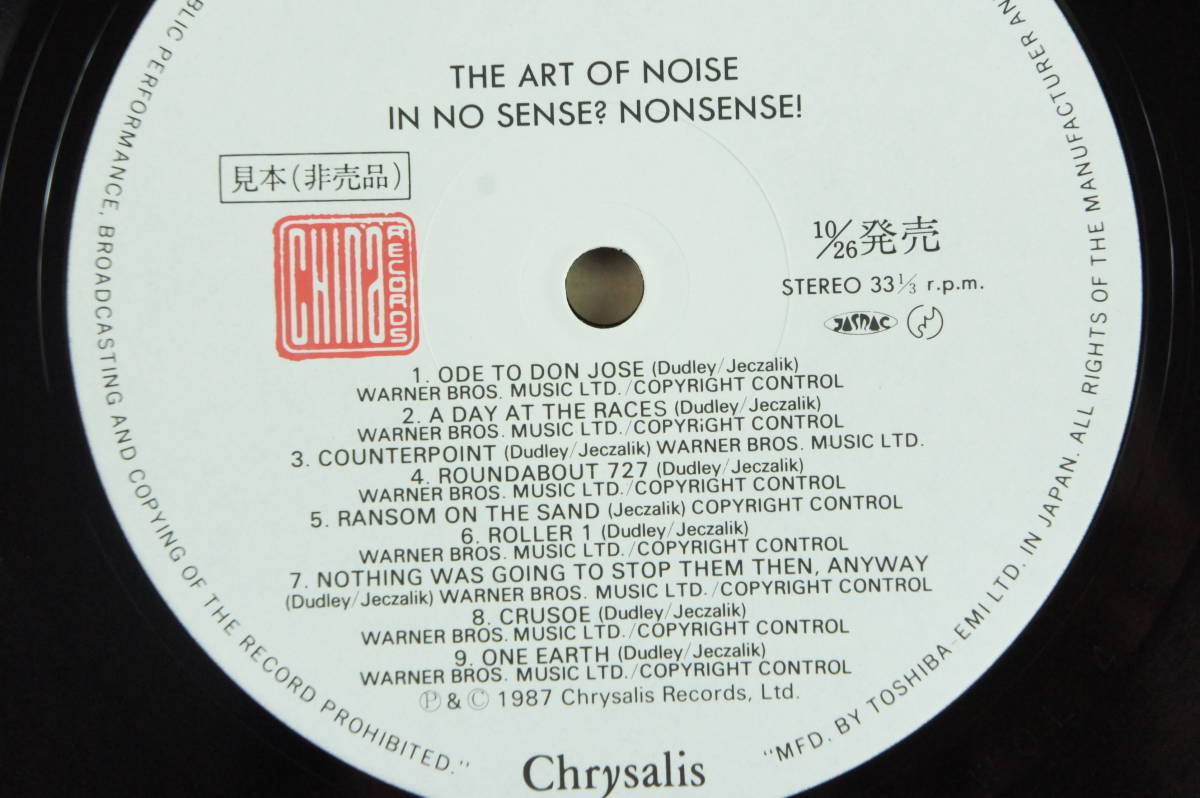 THE ART OF NOISE
IN NO SENSE? NONSENSE!
見本(非売品)
CHINA RECORDS
10/26発売
STEREO 33⅓ r.p.m.
JASRAC
1. ODE TO DON JOSE (Dudley/Jeczalik)
WARNER BROS. MUSIC LTD./COPYRIGHT CONTROL
2. A DAY AT THE RACES (Dudley/Jeczalik)
WARNER BROS. MUSIC LTD./COPYRiGHT CONTROL
3. COUNTERPOINT (Dudley/Jeczalik) WARNER BROS. MUSIC LTD.
4. ROUNDABOUT 727 (Dudley/Jeczalik)
WARNER BROS. MUSIC LTD./COPYRIGHT CONTROL
5. RANSOM ON THE SAND (Jeczalik) COPYRIGHT CONTROL
6. ROLLER 1 (Dudley/Jeczalik)
WARNER BROS. MUSIC LTD./COPYRIGHT CONTROL
7. NOTHING WAS GOING TO STOP THEM THEN, ANYWAY
(Dudley/Jeczalik) WARNER BROS. MUSIC LTD./COPYRIGHT CONTROL
8. CRUSOE (Dudley/Jeczalik)
WARNER BROS. MUSIC LTD./COPYRIGHT CONTROL
9. ONE EARTH (Dudley/Jeczalik)
WARNER BROS. MUSIC LTD./COPYRIGHT CONTROL
Ⓟ & © 1987 Chrysalis Records, Ltd.
Chrysalis
PERFORMANCE, BROADCASTING AND COPYING OF THE RECORD PROHIBITED."
"MFD. BY TOSHIBA-EMI LTD. IN JAPAN. ALL RIGHTS OF THE MANUFACTURER AN